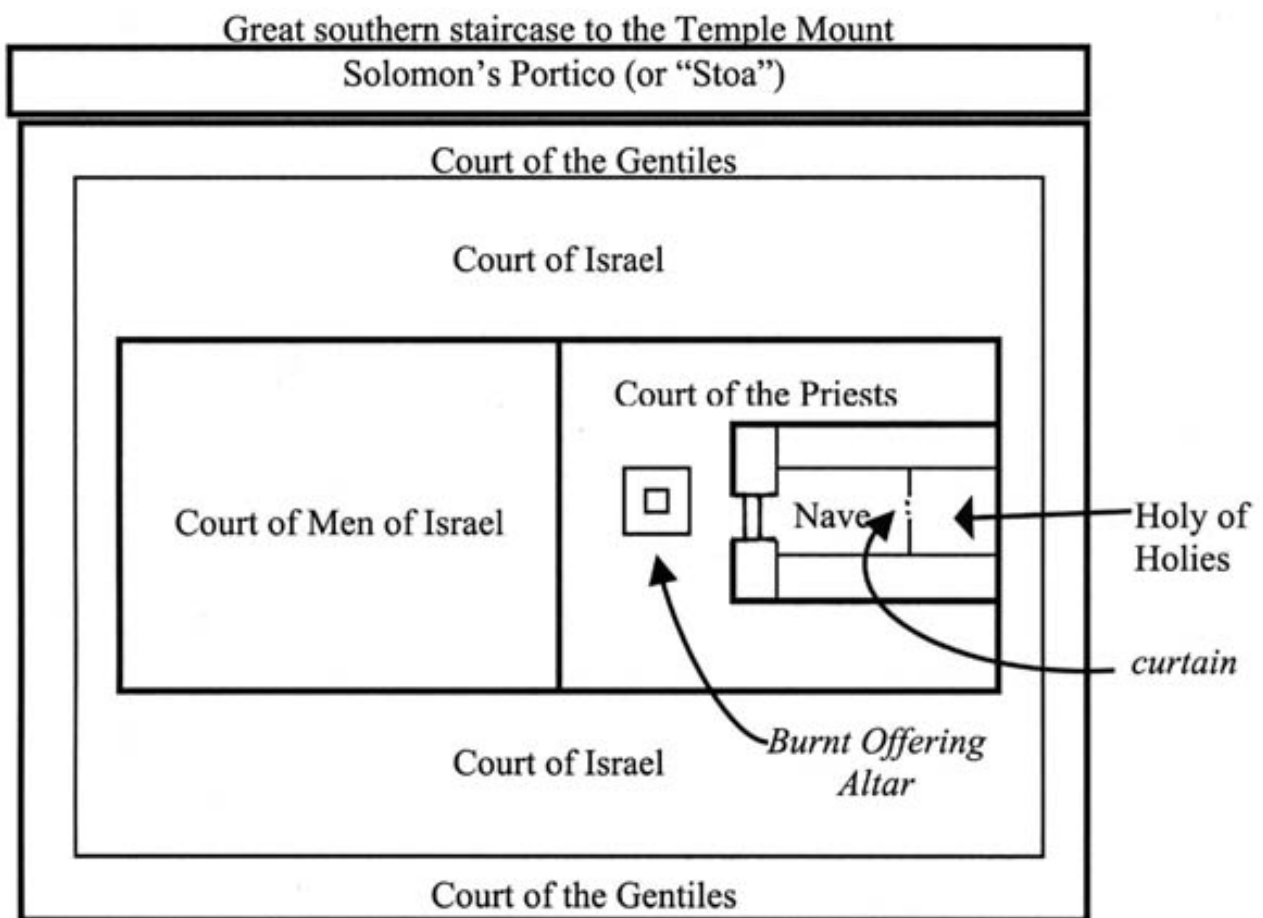 Great southern staircase to the Temple Mount
Solomon's Portico (or “Stoa”)
Court of the Gentiles
Court of Israel
Court of the Priests
Court of Men of Israel
Nave
Holy of
Holies
curtain
Burnt Offering
Altar
Court of Israel
Court of the Gentiles